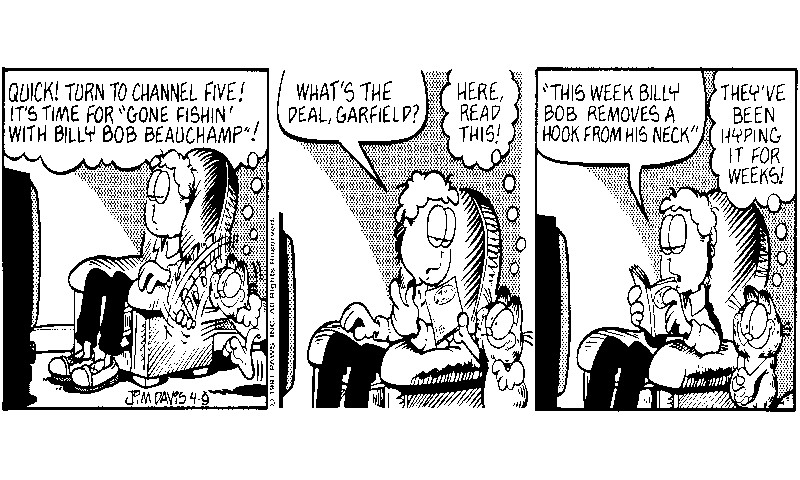 QUICK! TURN TO CHANNEL FIVE!
IT'S TIME FOR "GONE FISHIN'
WITH BILLY BOB BEAUCHAMP"!
JIM DAVIS 4-9
© 1991 PAWS, INC. All Rights Reserved.
WHAT'S THE
DEAL, GARFIELD?
HERE,
READ
THIS!
"THIS WEEK BILLY
BOB REMOVES A
HOOK FROM HIS NECK"
THEY'VE
BEEN
HYPING
IT FOR
WEEKS!